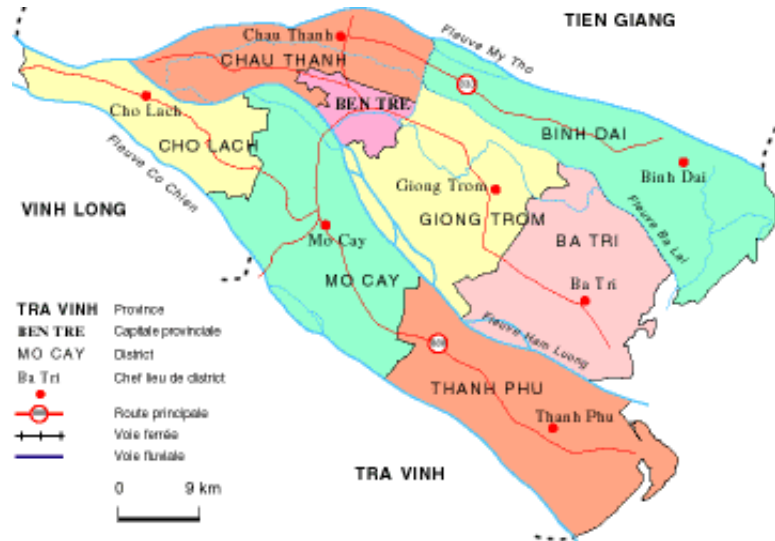 TIEN GIANG
Chau Thanh
Fleuve My Tho
CHAU THANH
BEN TRE
Cho Lach
BINH DAI
CHO LACH
Binh Dai
Fleuve Co Chien
Giong Trom
VINH LONG
GIONG TROM
Fleuve Ba Lai
Mo Cay
BA TRI
MO CAY
Ba Tri
Fleuve Ham Luong
THANH PHU
Thanh Phu
TRA VINH
TRA VINH Province
BEN TRE Capitale provinciale
MO CAY District
Ba Tri Chef lieu de district
Route principale
Voie ferrée
Voie fluviale
0 9 km